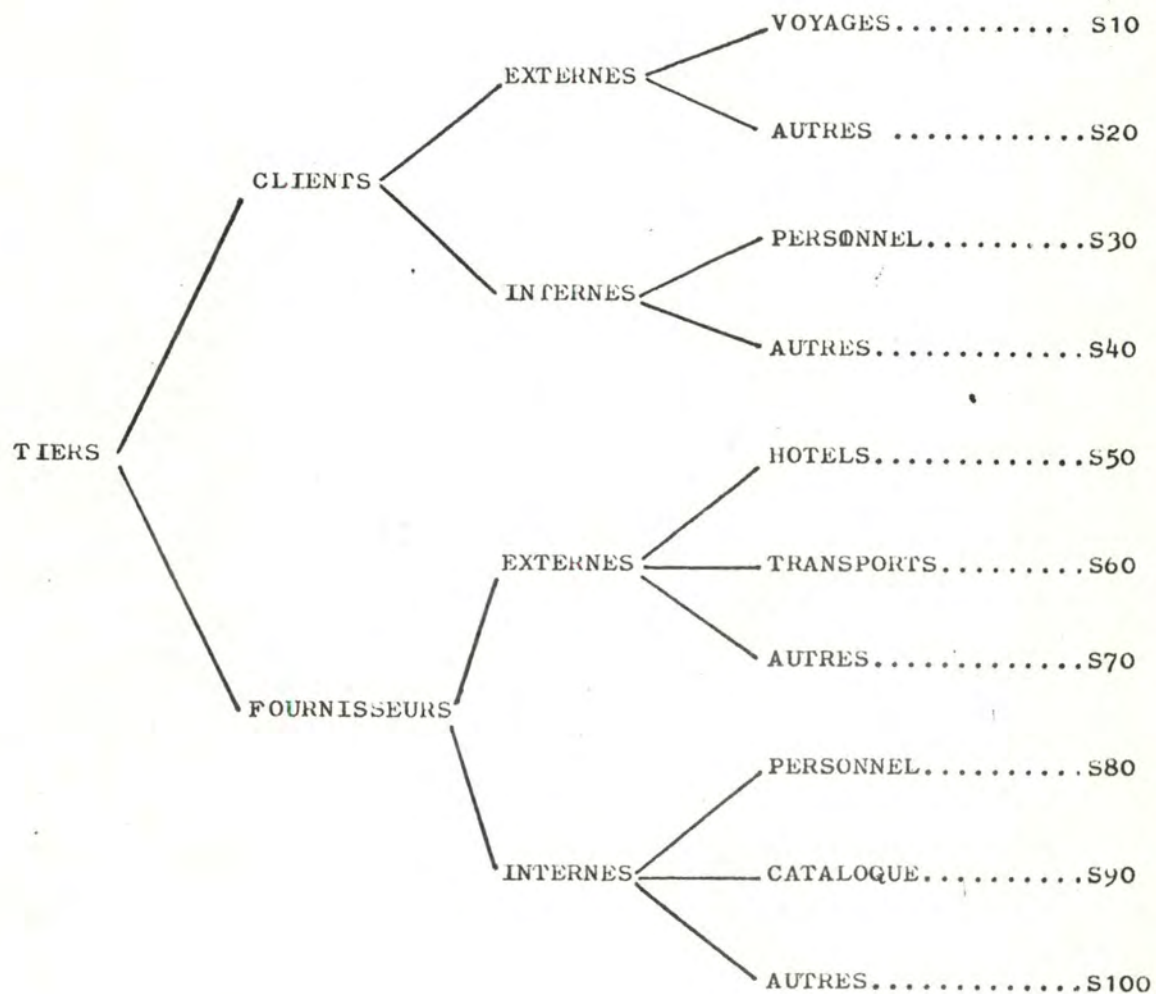 VOYAGES........... S10
EXTERNES
AUTRES ............S20
CLIENTS
PERSONNEL..........S30
INTERNES
AUTRES.............S40
TIERS
HOTELS.............S50
EXTERNES
TRANSPORTS.........S60
AUTRES.............S70
FOURNISSEURS
PERSONNEL..........S80
INTERNES
CATALOQUE..........S90
AUTRES.............S100